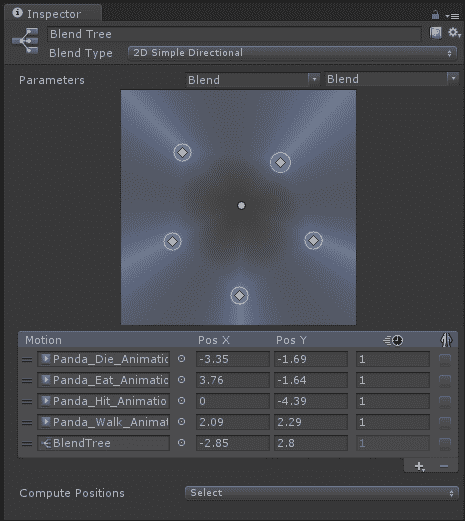 Inspector
Blend Tree
Blend Type 2D Simple Directional
Parameters Blend Blend
Motion Pos X Pos Y
Panda_Die_Animatic -3.35 -1.69 1
Panda_Eat_Animatic 3.76 -1.64 1
Panda_Hit_Animatio 0 -4.39 1
Panda_Walk_Animat 2.09 2.29 1
BlendTree -2.85 2.8 1
Compute Positions Select